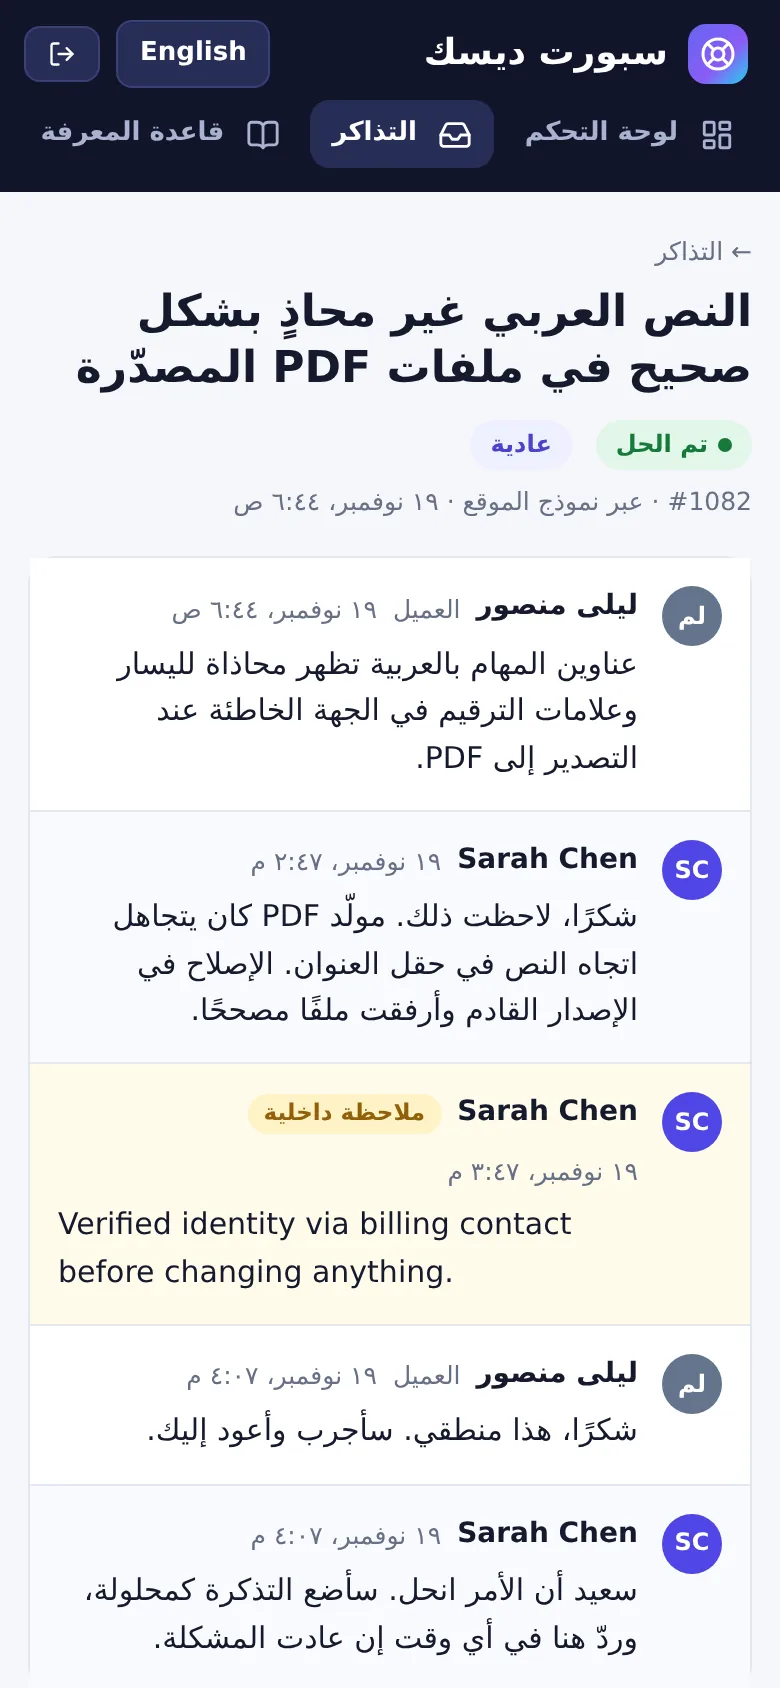 سبورت ديسك
English
لوحة التحكم
التذاكر
قاعدة المعرفة
← التذاكر
النص العربي غير محاذٍ بشكل
صحيح في ملفات PDF المصدّرة
تم الحل
عادية
#1082 · عبر نموذج الموقع · ١٩ نوفمبر، ٦:٤٤ ص
لم
ليلى منصور العميل ١٩ نوفمبر، ٦:٤٤ ص
عناوين المهام بالعربية تظهر محاذاة لليسار
وعلامات الترقيم في الجهة الخاطئة عند
التصدير إلى PDF.
SC
Sarah Chen ١٩ نوفمبر، ٢:٤٧ م
شكرًا، لاحظت ذلك. مولّد PDF كان يتجاهل
اتجاه النص في حقل العنوان. الإصلاح في
الإصدار القادم وأرفقت ملفًا مصححًا.
SC
Sarah Chen ملاحظة داخلية
١٩ نوفمبر، ٣:٤٧ م
Verified identity via billing contact
before changing anything.
لم
ليلى منصور العميل ١٩ نوفمبر، ٤:٠٧ م
شكرًا، هذا منطقي. سأجرب وأعود إليك.
SC
Sarah Chen ١٩ نوفمبر، ٤:٠٧ م
سعيد أن الأمر انحل. سأضع التذكرة كمحلولة،
وردّ هنا في أي وقت إن عادت المشكلة.